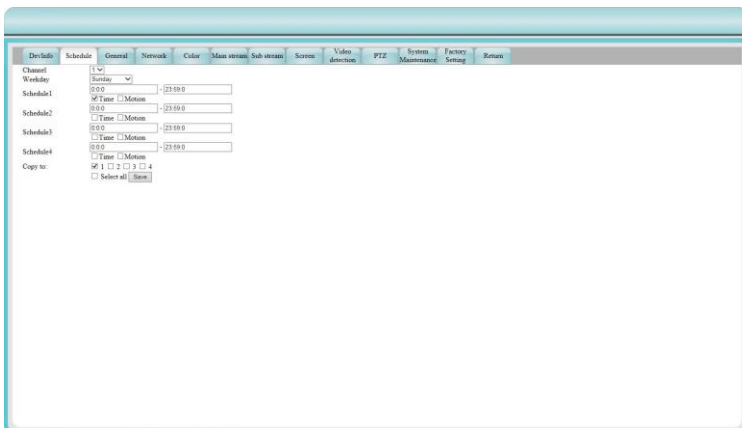 DevInfo Schedule General Network Color Main stream Sub stream Screen Video detection PTZ System Maintenance Factory Setting Return
Channel 1
Weekday Sunday
Schedule1 0:0:0 - 23:59:0
Time Motion
Schedule2 0:0:0 - 23:59:0
Time Motion
Schedule3 0:0:0 - 23:59:0
Time Motion
Schedule4 0:0:0 - 23:59:0
Time Motion
Copy to: 1 2 3 4
Select all Save